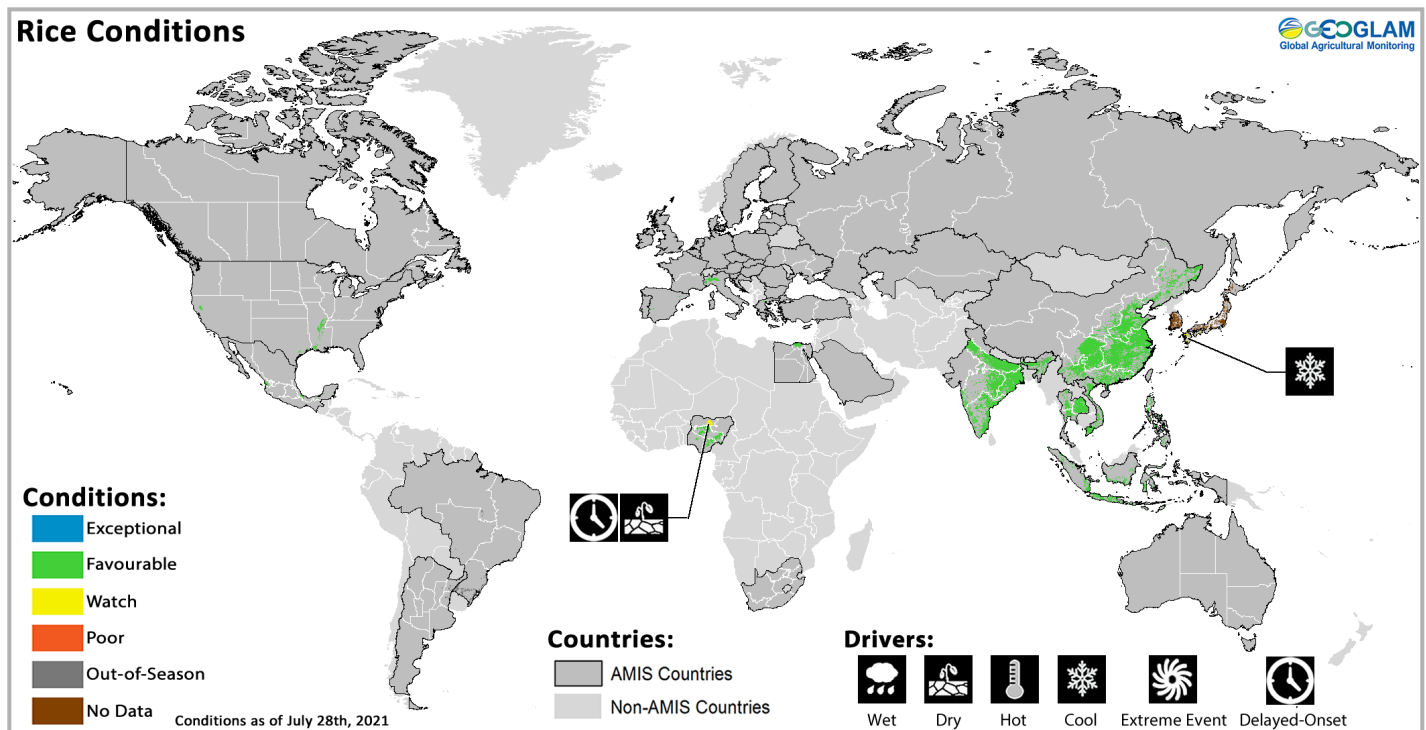 Rice Conditions
GEOGLAM
Global Agricultural Monitoring
Conditions:
Exceptional
Favourable
Watch
Poor
Out-of-Season
No Data
Conditions as of July 28th, 2021
Countries:
AMIS Countries
Non-AMIS Countries
Drivers:
Wet
Dry
Hot
Cool
Extreme Event
Delayed-Onset